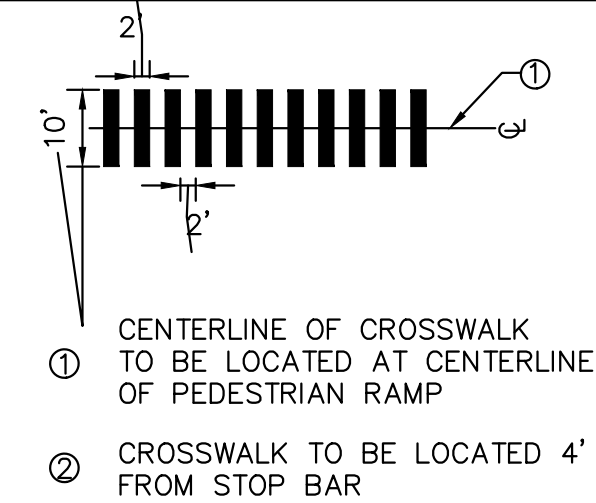 2'
①
10'
℄
2'
① CENTERLINE OF CROSSWALK
TO BE LOCATED AT CENTERLINE
OF PEDESTRIAN RAMP
② CROSSWALK TO BE LOCATED 4'
FROM STOP BAR